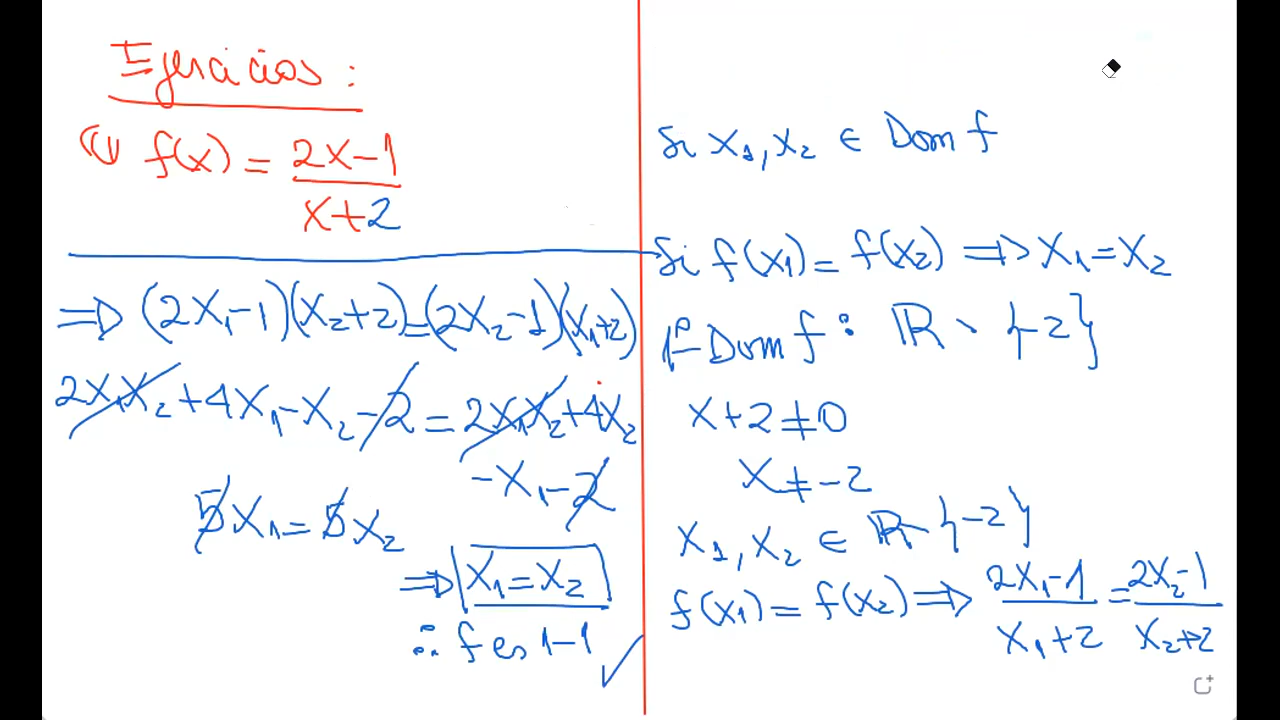 Ejercicios:
(1) f(x) = 2x-1
x+2
Si x1, x2 ∈ Dom f
Si f(x1) = f(x2) ⟹ x1 = x2
1º Dom f: R \ {-2}
x+2≠0
x≠-2
x1, x2 ∈ R-{-2}
f(x1) = f(x2) ⟹ 2x1-1 = 2x2-1
x1+2 x2+2
⟹ (2x1-1)(x2+2)=(2x2-1)(x1+2)
2x1x2+4x1-x2-2 = 2x1x2+4x2
-x1-2
5x1 = 5x2
⟹ x1=x2
∴ f es 1-1 ✓